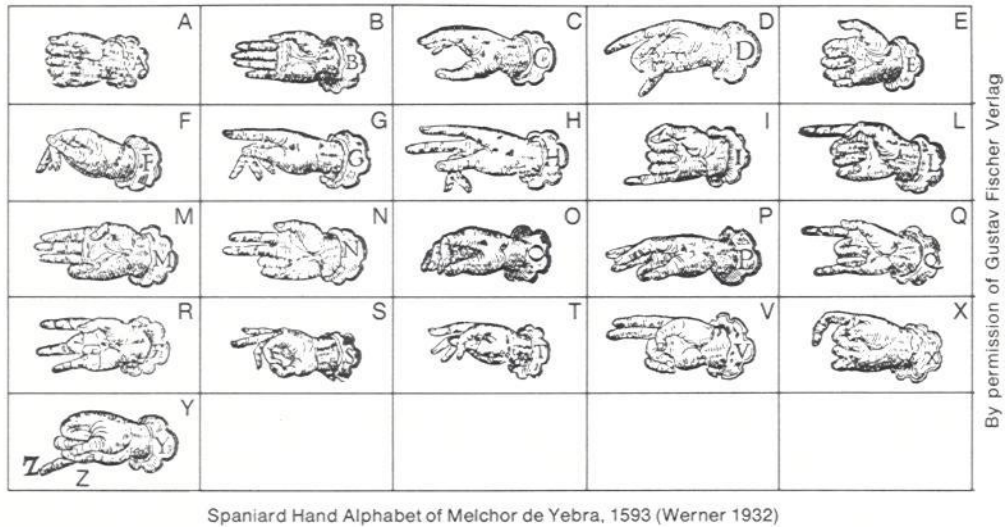 A B C D E
A B C D E
F G H I L
F G H I L
M N O P Q
M N O P Q
R S T V X
T V X
Y
Y
Z Z
By permission of Gustav Fischer Verlag
Spaniard Hand Alphabet of Melchor de Yebra, 1593 (Werner 1932)